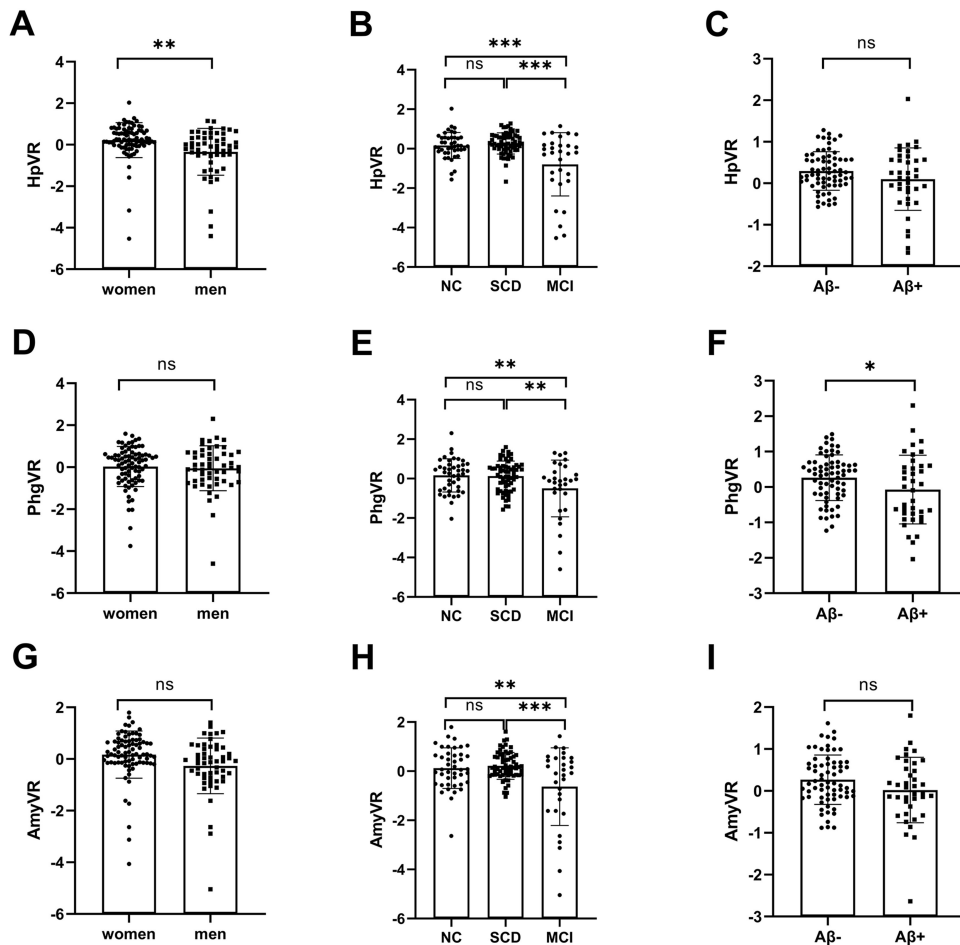 A
**
HpVR
4
2
0
-2
-4
-6
women
men
B
***
ns
***
HpVR
4
2
0
-2
-4
-6
NC
SCD
MCI
C
ns
HpVR
3
2
1
0
-1
-2
Aβ-
Aβ+
D
ns
PhgVR
4
2
0
-2
-4
-6
women
men
E
**
ns
**
PhgVR
4
2
0
-2
-4
-6
NC
SCD
MCI
F
*
PhgVR
3
2
1
0
-1
-2
-3
Aβ-
Aβ+
G
ns
AmyVR
2
0
-2
-4
-6
women
men
H
**
ns
***
AmyVR
2
0
-2
-4
-6
NC
SCD
MCI
I
ns
AmyVR
2
1
0
-1
-2
-3
Aβ-
Aβ+